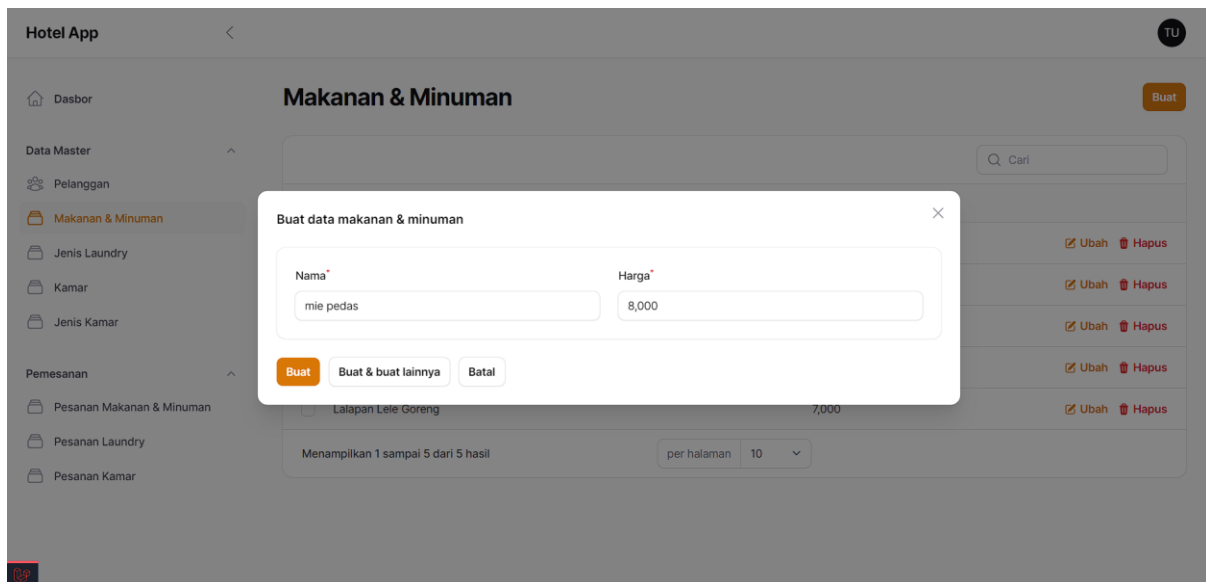 Hotel App
TU
Dasbor
Makanan & Minuman
Buat
Data Master
Cari
Pelanggan
Makanan & Minuman
Buat data makanan & minuman
Jenis Laundry
Ubah Hapus
Nama* Harga*
Kamar
Ubah Hapus
mie pedas 8,000
Jenis Kamar
Ubah Hapus
Pemesanan
Buat Buat & buat lainnya Batal
Ubah Hapus
Pesanan Makanan & Minuman
Lalapan Lele Goreng 7,000 Ubah Hapus
Pesanan Laundry
Menampilkan 1 sampai 5 dari 5 hasil per halaman 10
Pesanan Kamar